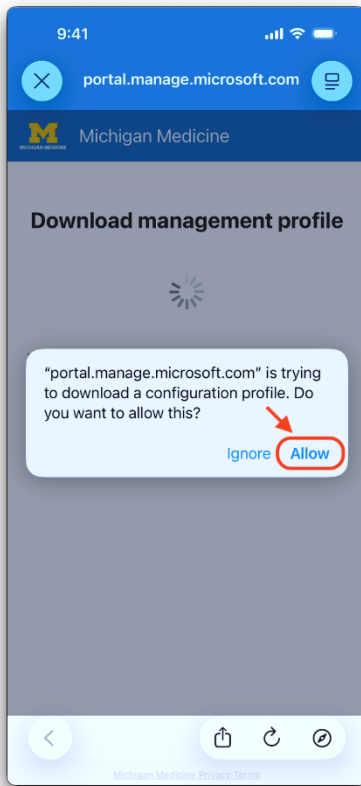 9:41
portal.manage.microsoft.com
M
MICHIGAN MEDICINE
Michigan Medicine
Download management profile
“portal.manage.microsoft.com” is trying
to download a configuration profile. Do
you want to allow this?
Ignore
Allow
Michigan Medicine Privacy Terms